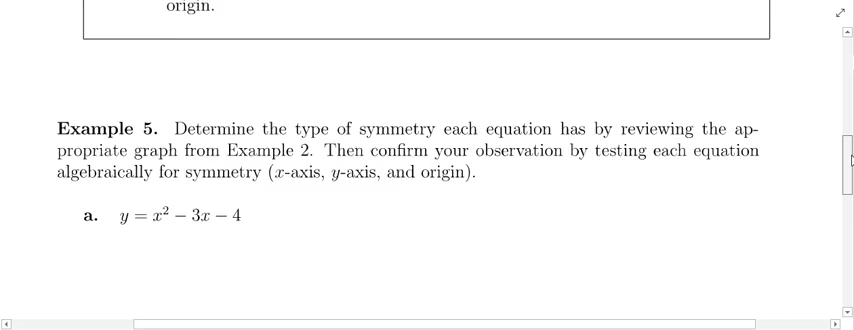 origin.
Example 5. Determine the type of symmetry each equation has by reviewing the ap-
propriate graph from Example 2. Then confirm your observation by testing each equation
algebraically for symmetry (x-axis, y-axis, and origin).
a. y = x² − 3x − 4